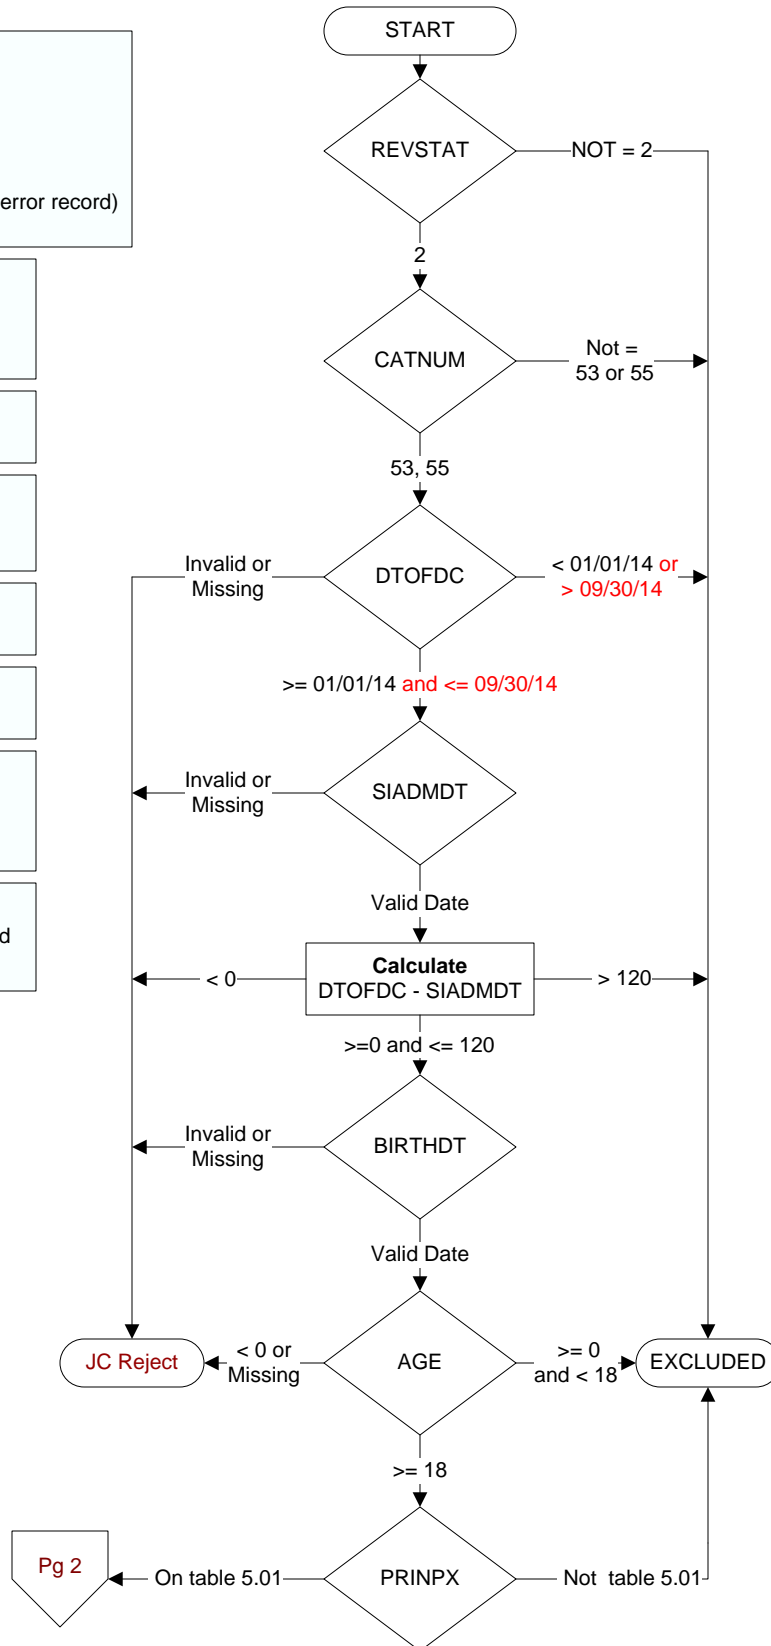 START
error record)
REVSTAT
NOT = 2
2
CATNUM
Not =
53 or 55
53, 55
Invalid or
Missing
DTOFDC
< 01/01/14 or
> 09/30/14
>= 01/01/14 and <= 09/30/14
Invalid or
Missing
SIADMDT
Valid Date
d
< 0
Calculate
DTOFDC - SIADMDT
> 120
>=0 and <= 120
Invalid or
Missing
BIRTHDT
Valid Date
JC Reject
< 0 or
Missing
AGE
>= 0
and < 18
EXCLUDED
>= 18
Pg 2
On table 5.01
PRINPX
Not  table 5.01